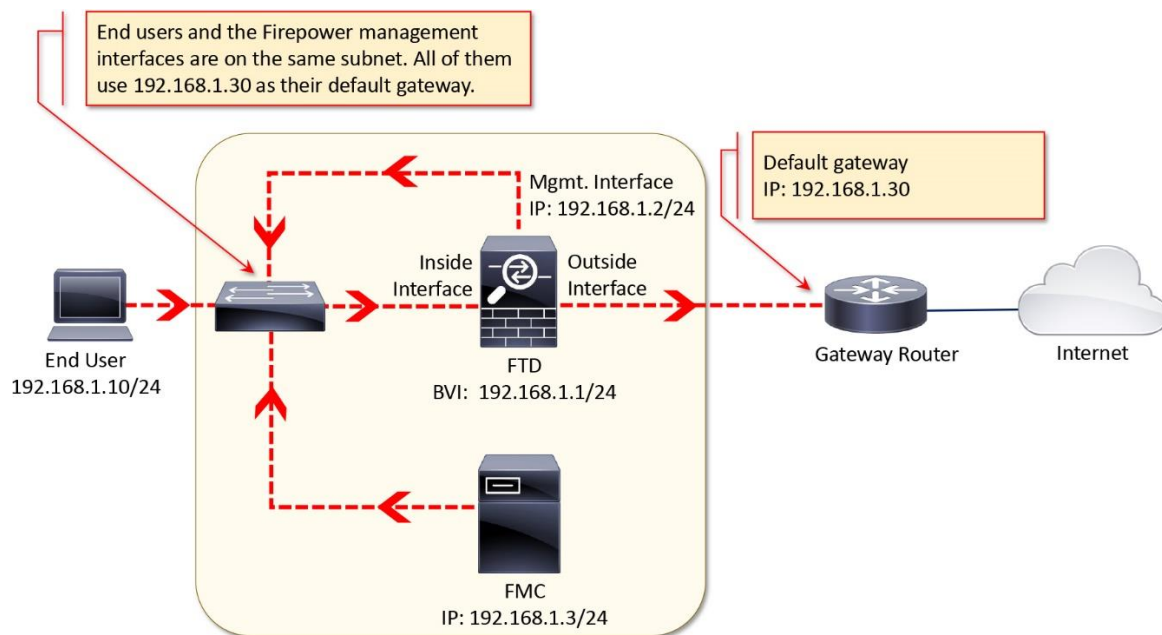 End users and the Firepower management
interfaces are on the same subnet. All of them
use 192.168.1.30 as their default gateway.
Default gateway
IP: 192.168.1.30
Mgmt. Interface
IP: 192.168.1.2/24
Inside
Interface
Outside
Interface
End User
192.168.1.10/24
FTD
BVI: 192.168.1.1/24
Gateway Router
Internet
FMC
IP: 192.168.1.3/24